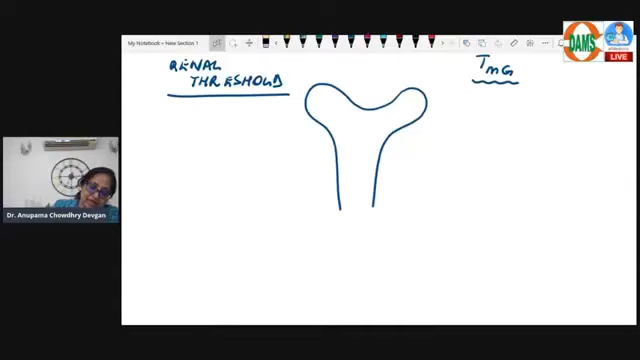 My Notebook – New Section 1
RENAL
THRESHOLD
TmG
DAMS
LIVE
Dr. Anupama Chowdhry Devgan